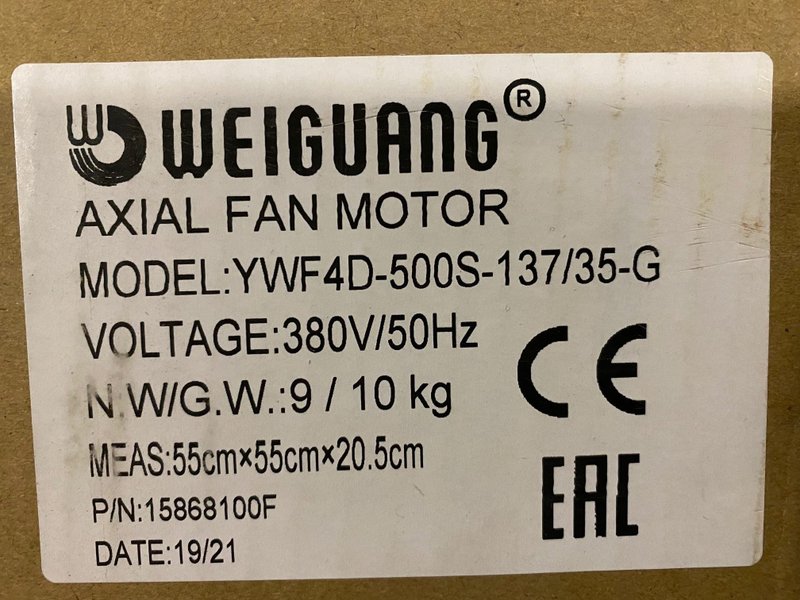 WEIGUANG®
AXIAL FAN MOTOR
MODEL:YWF4D-500S-137/35-G
VOLTAGE:380V/50Hz
N.W/G.W.:9 / 10 kg
MEAS:55cm×55cm×20.5cm
P/N:15868100F
DATE:19/21
CE
EAC